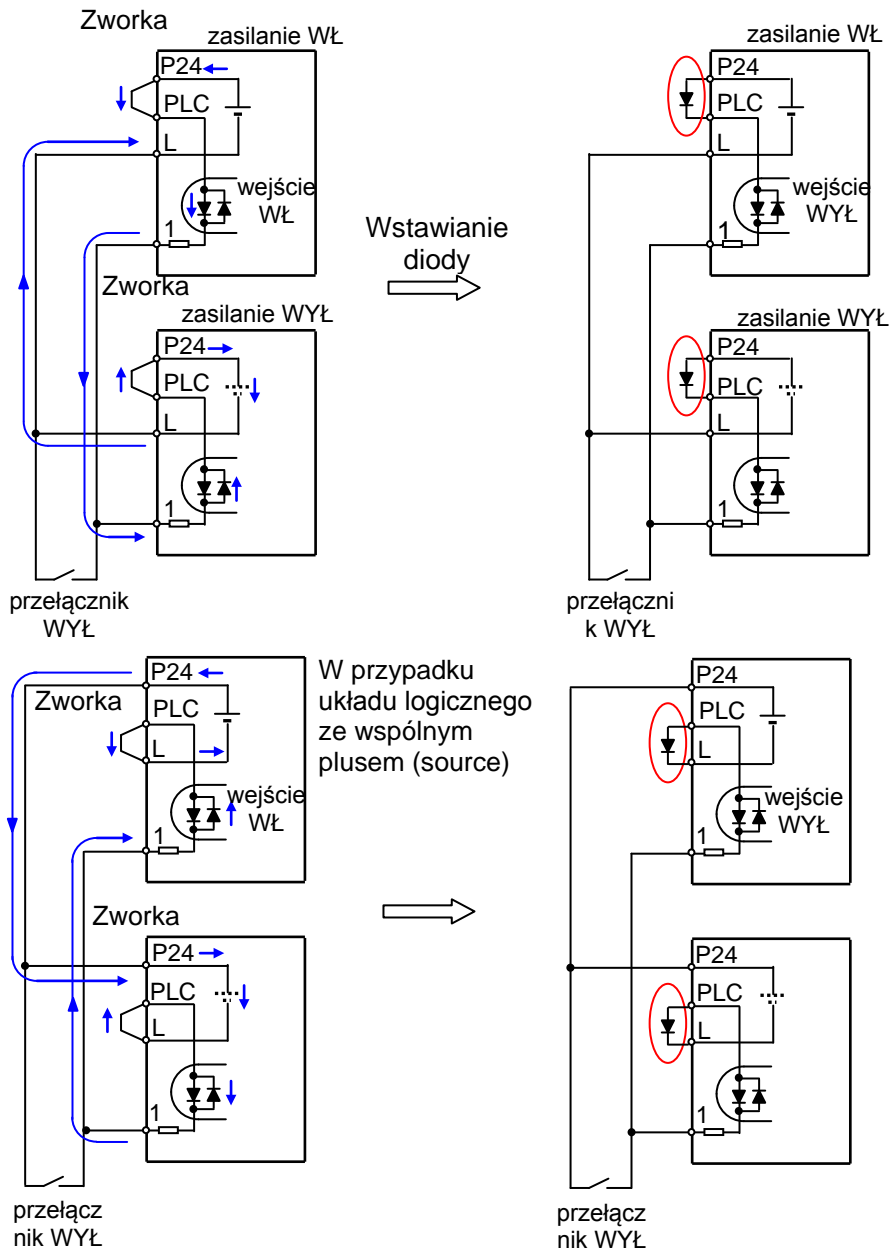 Zworka
zasilanie WŁ
P24
PLC
L
wejście
WŁ
1
Zworka
zasilanie WYŁ
P24
PLC
L
1
przełącznik
WYŁ
Wstawianie
diody
zasilanie WŁ
P24
PLC
L
wejście
WYŁ
1
zasilanie WYŁ
P24
PLC
L
1
przełączni
k WYŁ
P24
Zworka
PLC
L
wejście
WŁ
1
Zworka
P24
PLC
L
1
przełącz
nik WYŁ
W przypadku
układu logicznego
ze wspólnym
plusem (source)
P24
PLC
L
wejście
WYŁ
1
P24
PLC
L
1
przełącz
nik WYŁ